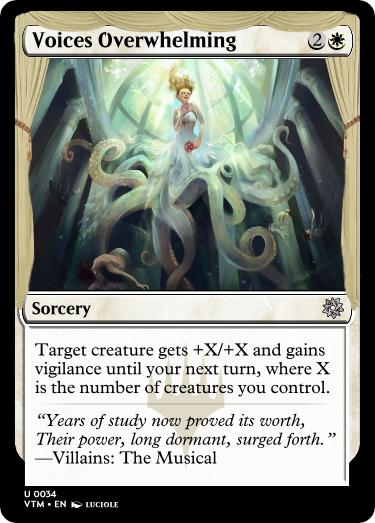 Voices Overwhelming 2
Sorcery
Target creature gets +X/+X and gains
vigilance until your next turn, where X
is the number of creatures you control.
“Years of study now proved its worth,
Their power, long dormant, surged forth.”
—Villains: The Musical
U 0034
VTM • EN LUCIOLE